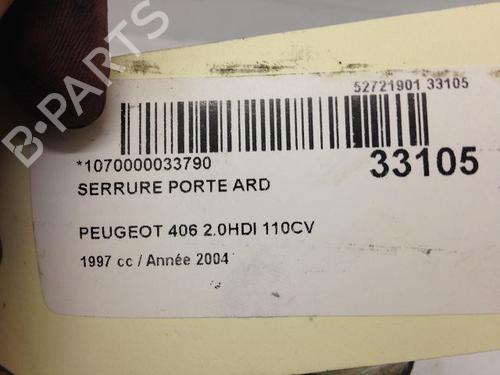 B-PARTS
52721901 33105
*1070000033790
33105
SERRURE PORTE ARD
PEUGEOT 406 2.0HDI 110CV
1997 cc / Année 2004